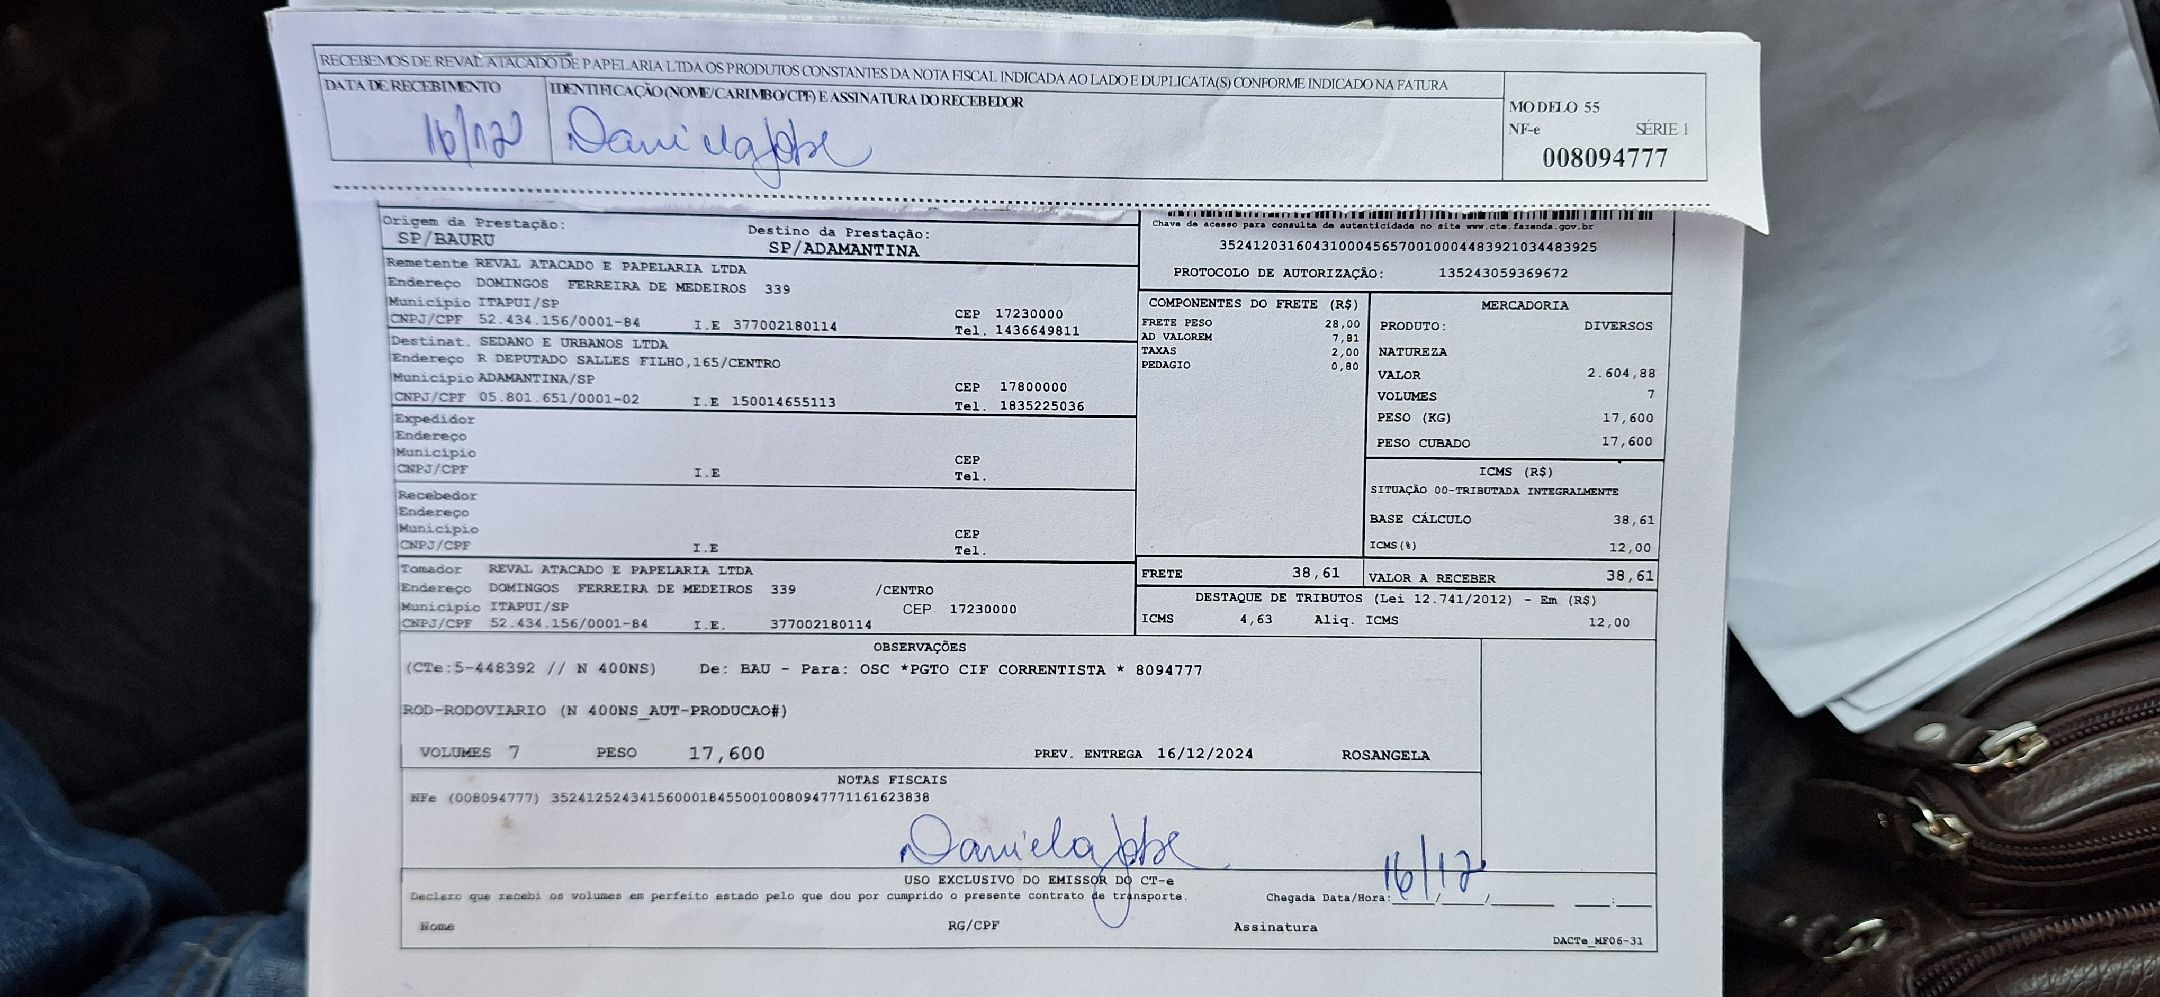 RECEBEMOS DE REVAL ATACADO DE PAPELARIA LTDA OS PRODUTOS CONSTANTES DA NOTA FISCAL INDICADA AO LADO E DUPLICATA(S) CONFORME INDICADO NA FATURA
DATA DE RECEBIMENTO IDENTIFICAÇÃO (NOME/CARIMBO/CPF) E ASSINATURA DO RECEBEDOR
16/12 Daniela
MODELO 55
NF-e SÉRIE 1
008094777
Origem da Prestação:
SP/BAURU
Destino da Prestação:
SP/ADAMANTINA
Remetente REVAL ATACADO E PAPELARIA LTDA
Endereço DOMINGOS FERREIRA DE MEDEIROS 339
Município ITAPUI/SP CEP 17230000
CNPJ/CPF 52.434.156/0001-84 I.E 377002180114 Tel. 1436649811
Destinat. SEDANO E URBANOS LTDA
Endereço R DEPUTADO SALLES FILHO,165/CENTRO
Município ADAMANTINA/SP CEP 17800000
CNPJ/CPF 05.801.651/0001-02 I.E 150014655113 Tel. 1835225036
Expedidor
Endereço
Município CEP
CNPJ/CPF I.E Tel.
Recebedor
Endereço
Município CEP
CNPJ/CPF I.E Tel.
Tomador REVAL ATACADO E PAPELARIA LTDA
Endereço DOMINGOS FERREIRA DE MEDEIROS 339 /CENTRO
Município ITAPUI/SP CEP 17230000
CNPJ/CPF 52.434.156/0001-84 I.E. 377002180114
Chave de acesso para consulta de autenticidade no site www.cte.fazenda.gov.br
35241203160431000456570010004483921034483925
PROTOCOLO DE AUTORIZAÇÃO: 135243059369672
COMPONENTES DO FRETE (R$)
FRETE PESO 28,00
AD VALOREM 7,81
TAXAS 2,00
PEDAGIO 0,80
MERCADORIA
PRODUTO: DIVERSOS
NATUREZA
VALOR 2.604,88
VOLUMES 7
PESO (KG) 17,600
PESO CUBADO 17,600
ICMS (R$)
SITUAÇÃO 00-TRIBUTADA INTEGRALMENTE
BASE CÁLCULO 38,61
ICMS(%) 12,00
FRETE 38,61 VALOR A RECEBER 38,61
DESTAQUE DE TRIBUTOS (Lei 12.741/2012) - Em (R$)
ICMS 4,63 Aliq. ICMS 12,00
OBSERVAÇÕES
(CTe:5-448392 // N 400NS) De: BAU - Para: OSC *PGTO CIF CORRENTISTA * 8094777
ROD-RODOVIARIO (N 400NS_AUT-PRODUCAO#)
VOLUMES 7 PESO 17,600 PREV. ENTREGA 16/12/2024 ROSANGELA
NOTAS FISCAIS
NFe (008094777) 35241252434156000184550010080947771161623838
Daniela
USO EXCLUSIVO DO EMISSOR DO CT-e
Declaro que recebi os volumes em perfeito estado pelo que dou por cumprido o presente contrato de transporte. Chegada Data/Hora: 16/12
Nome RG/CPF Assinatura
DACTe_MF06-31